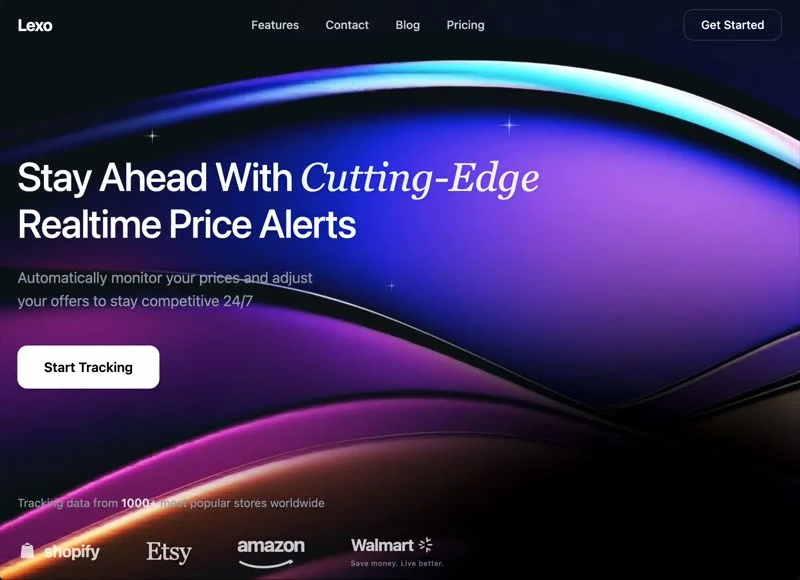 Lexo
Features
Contact
Blog
Pricing
Get Started
Stay Ahead With Cutting-Edge
Realtime Price Alerts
Automatically monitor your prices and adjust
your offers to stay competitive 24/7
Start Tracking
Tracking data from 1000+ most popular stores worldwide
shopify
Etsy
amazon
Walmart
Save money. Live better.